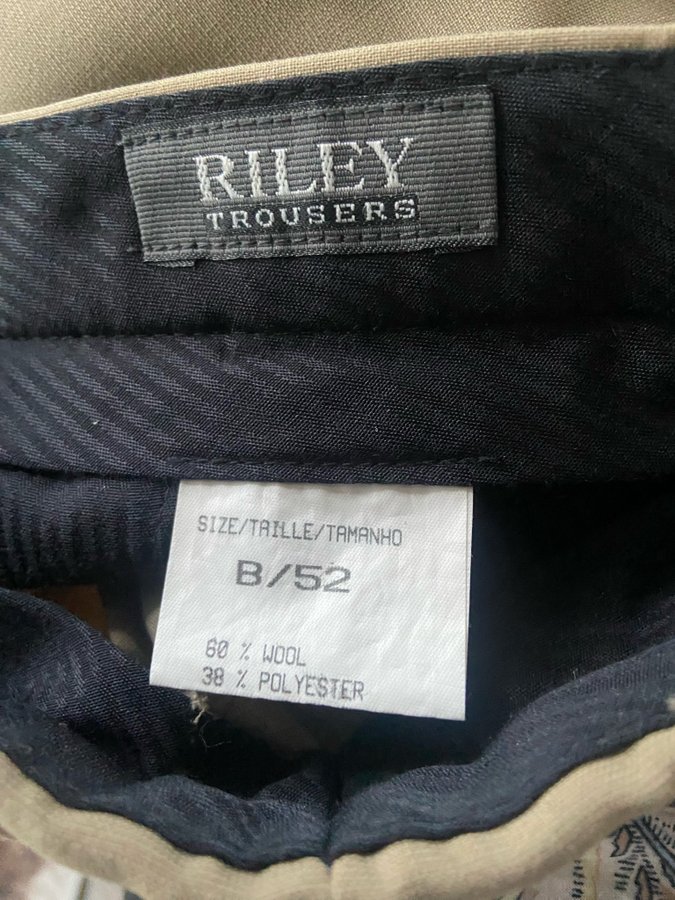 RILEY
TROUSERS
SIZE/TAILLE/TAMANHO
B/52
60 % WOOL
38 % POLYESTER